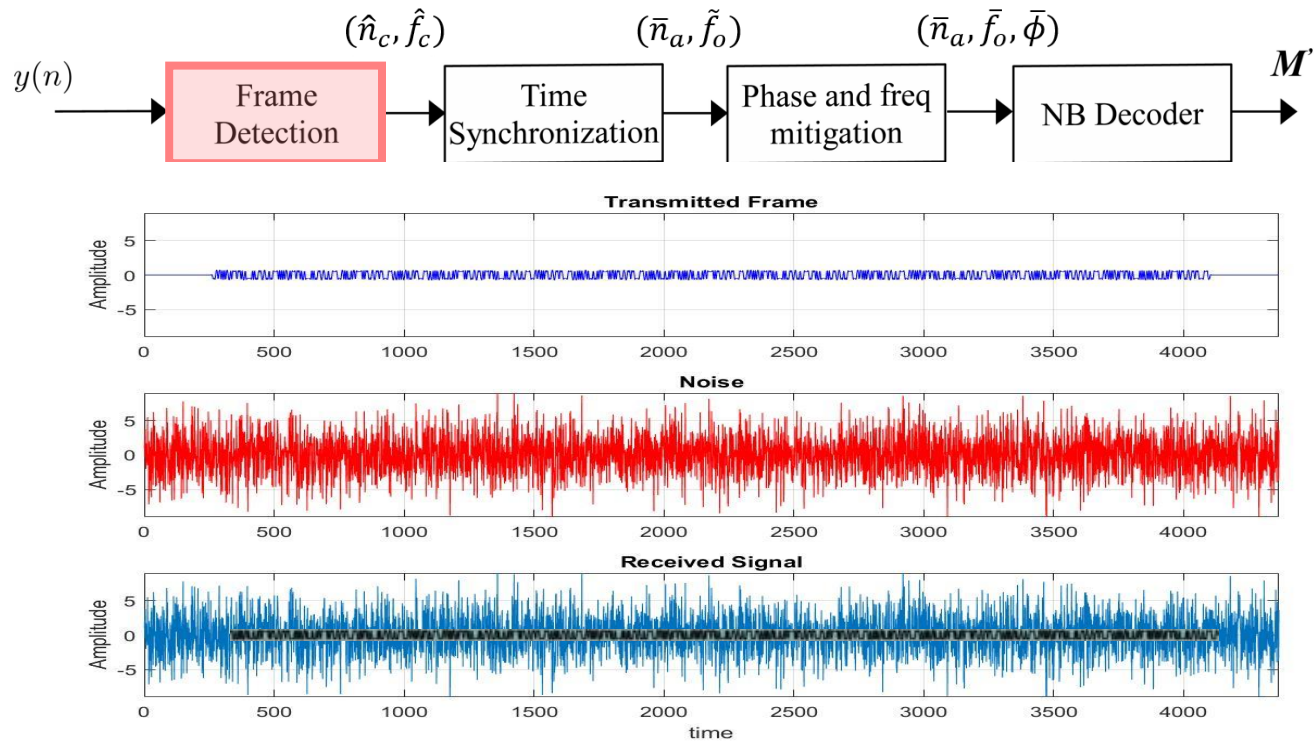 (n̂_c, f̂_c) (n̄_a, f̃_o) (n̄_a, f̄_o, ϕ̄)
y(n) Frame Detection Time Synchronization Phase and freq mitigation NB Decoder M’
Transmitted Frame
Amplitude
5
0
-5
0 500 1000 1500 2000 2500 3000 3500 4000
Noise
Amplitude
5
0
-5
0 500 1000 1500 2000 2500 3000 3500 4000
Received Signal
Amplitude
5
0
-5
0 500 1000 1500 2000 2500 3000 3500 4000
time